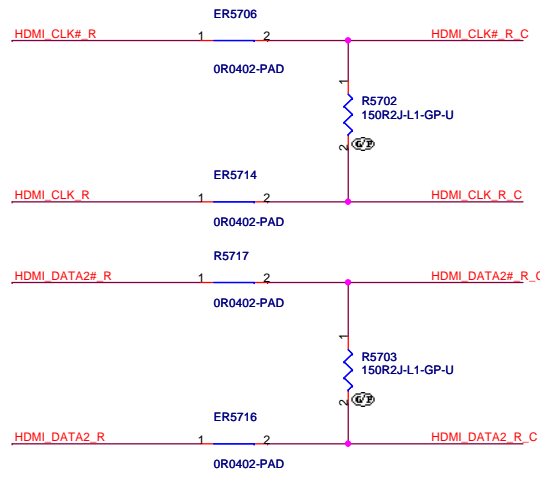 ER5706
HDMI_CLK#_R 1 2 HDMI_CLK#_R_C
0R0402-PAD
1
R5702
150R2J-L1-GP-U
2 G/P
ER5714
HDMI_CLK_R 1 2 HDMI_CLK_R_C
0R0402-PAD
R5717
HDMI_DATA2#_R 1 2 HDMI_DATA2#_R_C
0R0402-PAD
1
R5703
150R2J-L1-GP-U
2 G/P
ER5716
HDMI_DATA2_R 1 2 HDMI_DATA2_R_C
0R0402-PAD